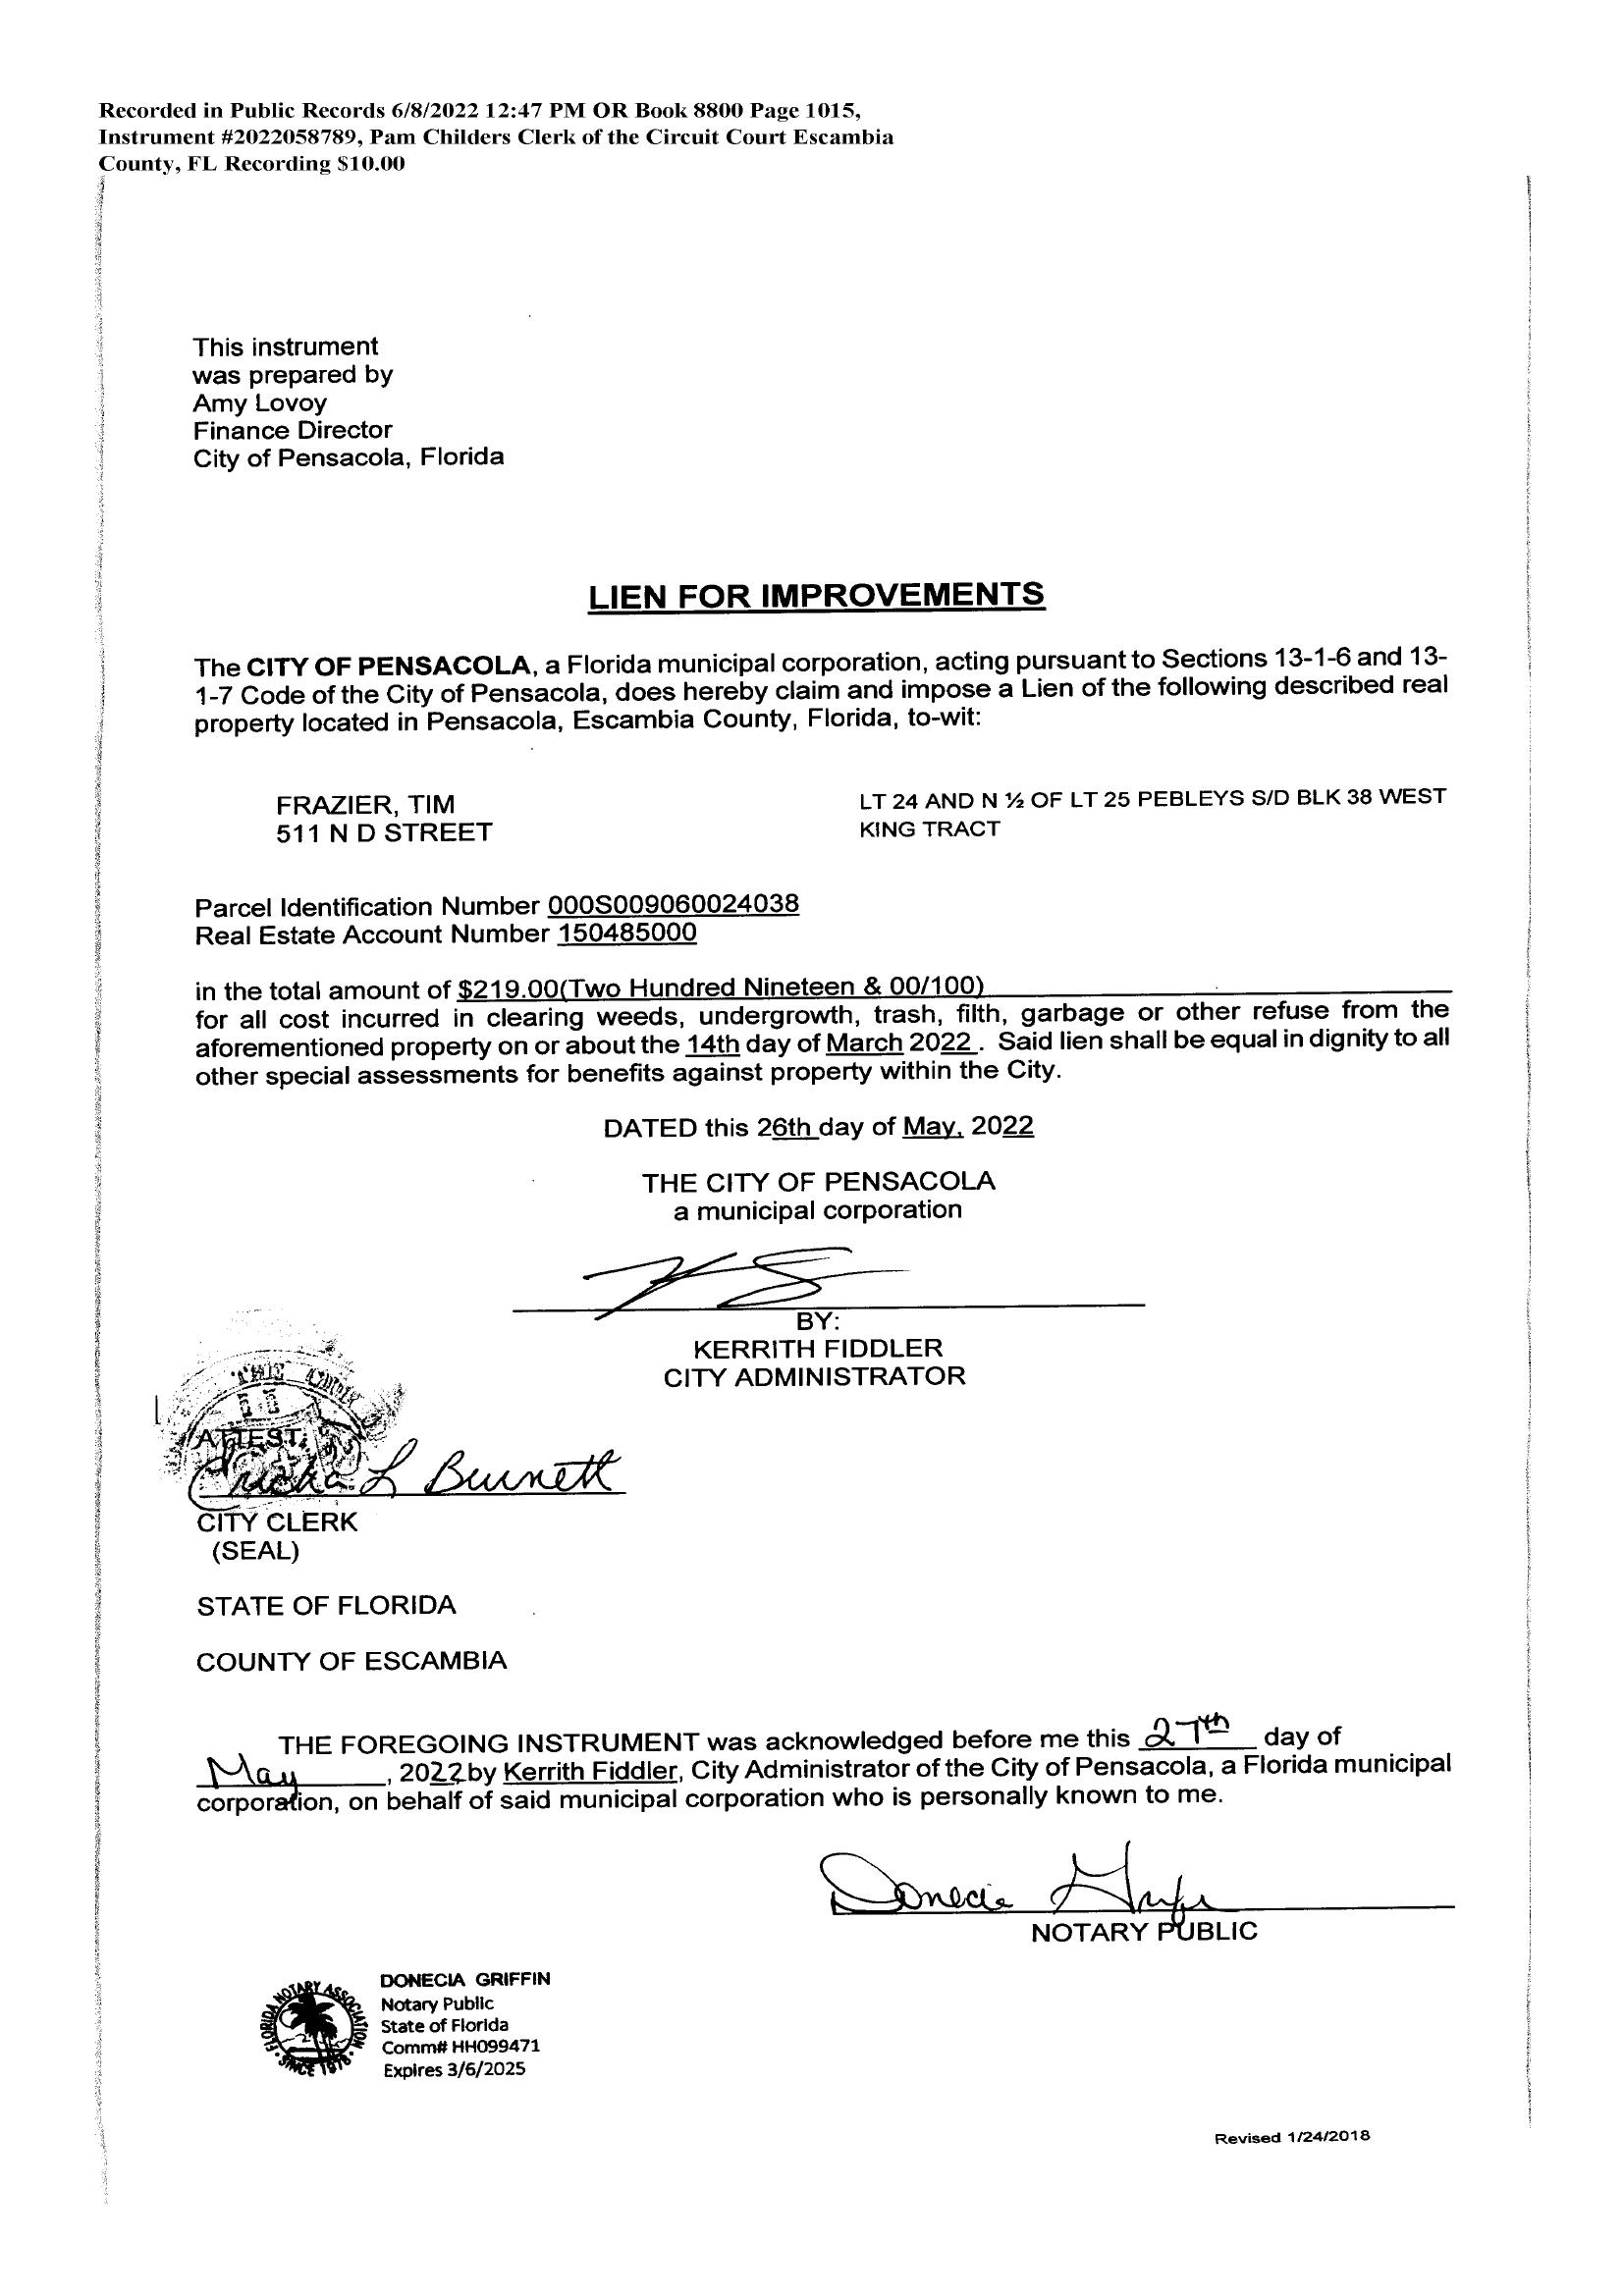 Recorded in Public Records 6/8/2022 12:47 PM OR Book 8800 Page 1015,
Instrument #2022058789, Pam Childers Clerk of the Circuit Court Escambia
County, FL Recording $10.00
This instrument
was prepared by
Amy Lovoy
Finance Director
City of Pensacola, Florida
LIEN FOR IMPROVEMENTS
The CITY OF PENSACOLA, a Florida municipal corporation, acting pursuant to Sections 13-1-6 and 13-
1-7 Code of the City of Pensacola, does hereby claim and impose a Lien of the following described real
property located in Pensacola, Escambia County, Florida, to-wit:
FRAZIER, TIM
511 N D STREET
LT 24 AND N ½ OF LT 25 PEBLEYS S/D BLK 38 WEST
KING TRACT
Parcel Identification Number 000S009060024038
Real Estate Account Number 150485000
in the total amount of $219.00(Two Hundred Nineteen & 00/100)
for all cost incurred in clearing weeds, undergrowth, trash, filth, garbage or other refuse from the
aforementioned property on or about the 14th day of March 2022 . Said lien shall be equal in dignity to all
other special assessments for benefits against property within the City.
DATED this 26th day of May, 2022
THE CITY OF PENSACOLA
a municipal corporation
BY:
KERRITH FIDDLER
CITY ADMINISTRATOR
THE
ATTEST:
Ericka L Burnett
CITY CLERK
(SEAL)
STATE OF FLORIDA
COUNTY OF ESCAMBIA
THE FOREGOING INSTRUMENT was acknowledged before me this 27th day of
May, 2022 by Kerrith Fiddler, City Administrator of the City of Pensacola, a Florida municipal
corporation, on behalf of said municipal corporation who is personally known to me.
Donecia Griffin
NOTARY PUBLIC
FLORIDA NOTARY ASSOCIATION
SINCE 1978
DONECIA GRIFFIN
Notary Public
State of Florida
Comm# HH099471
Expires 3/6/2025
Revised 1/24/2018